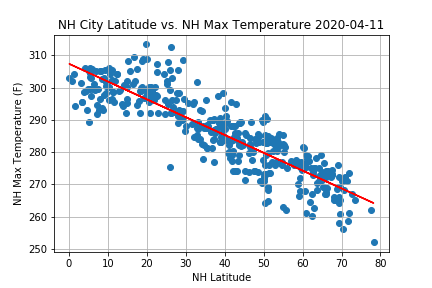 NH City Latitude vs. NH Max Temperature 2020-04-11
310
300
290
280
270
260
250
NH Max Temperature (F)
0 10 20 30 40 50 60 70 80
NH Latitude